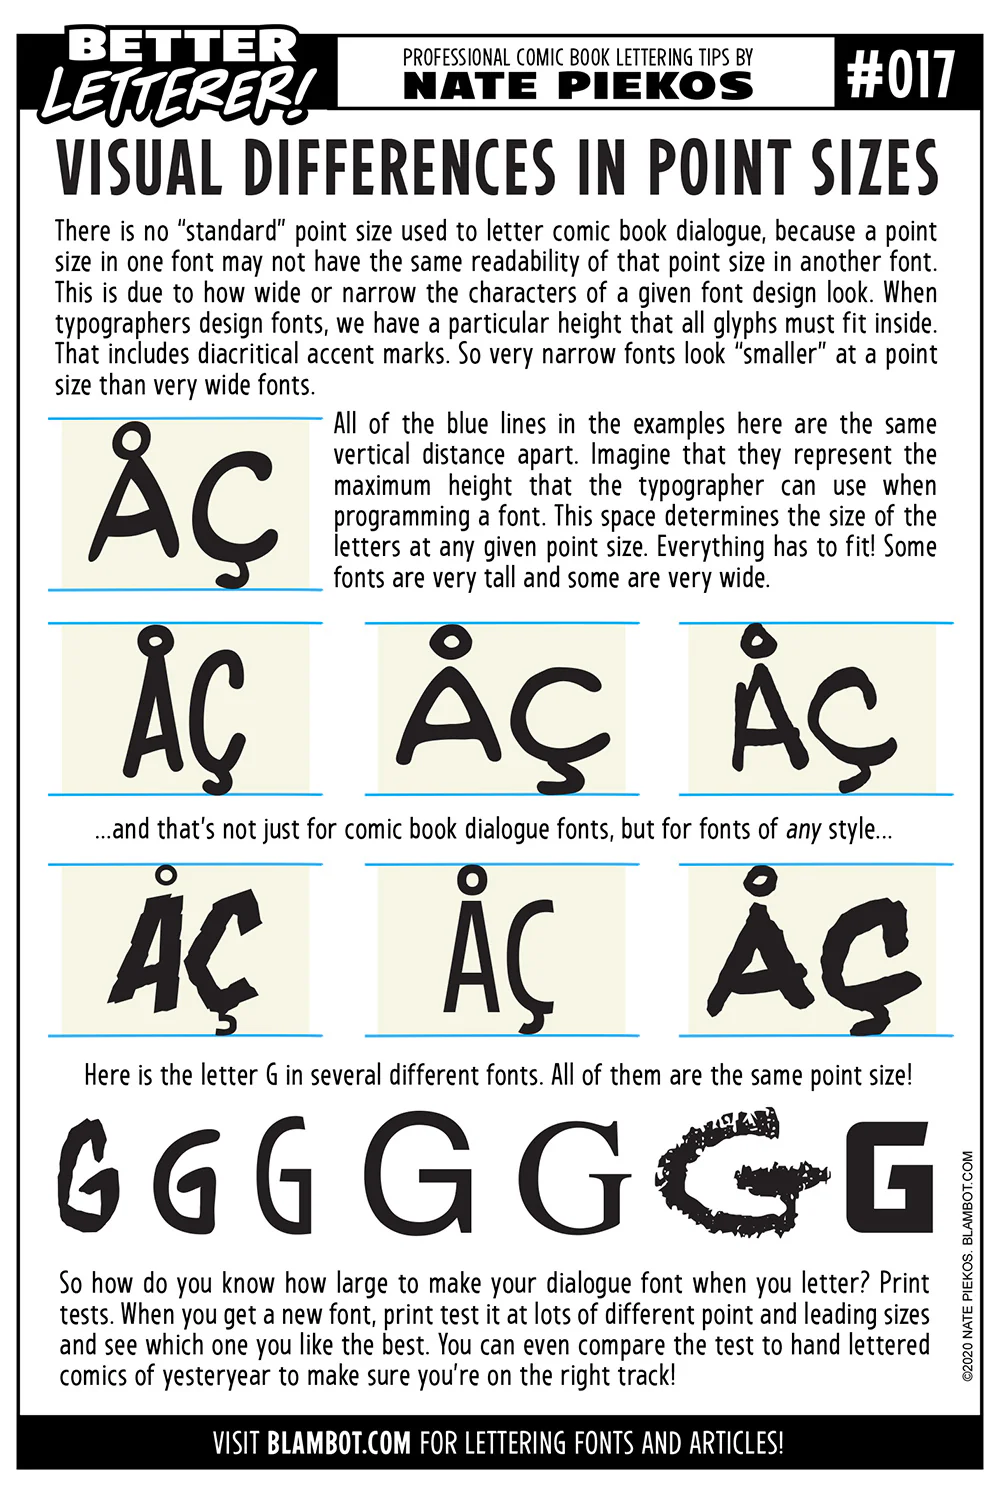 BETTER
LETTERER!
PROFESSIONAL COMIC BOOK LETTERING TIPS BY
NATE PIEKOS
#017
VISUAL DIFFERENCES IN POINT SIZES
There is no “standard” point size used to letter comic book dialogue, because a point
size in one font may not have the same readability of that point size in another font.
This is due to how wide or narrow the characters of a given font design look. When
typographers design fonts, we have a particular height that all glyphs must fit inside.
That includes diacritical accent marks. So very narrow fonts look “smaller” at a point
size than very wide fonts.
ÅÇ
All of the blue lines in the examples here are the same
vertical distance apart. Imagine that they represent the
maximum height that the typographer can use when
programming a font. This space determines the size of the
letters at any given point size. Everything has to fit! Some
fonts are very tall and some are very wide.
ÅÇ ÅÇ ÅÇ
...and that’s not just for comic book dialogue fonts, but for fonts of any style...
ÅÇ ÅÇ ÅÇ
Here is the letter G in several different fonts. All of them are the same point size!
G G G G G G G
So how do you know how large to make your dialogue font when you letter? Print
tests. When you get a new font, print test it at lots of different point and leading sizes
and see which one you like the best. You can even compare the test to hand lettered
comics of yesteryear to make sure you’re on the right track!
©2020 NATE PIEKOS. BLAMBOT.COM
VISIT BLAMBOT.COM FOR LETTERING FONTS AND ARTICLES!